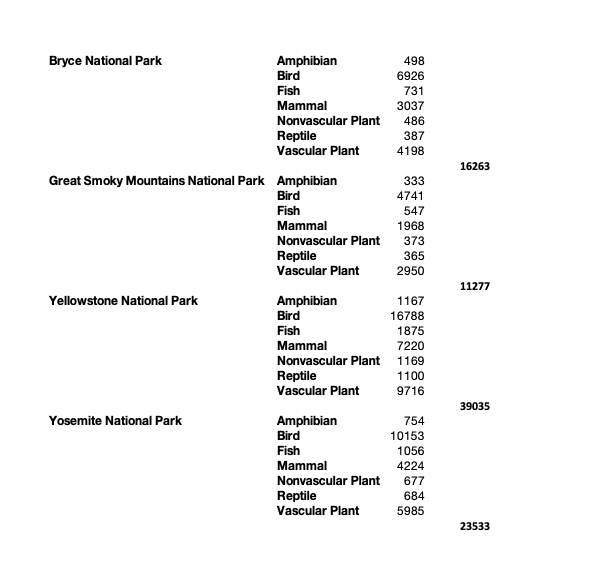 Bryce National Park Amphibian 498
Bird 6926
Fish 731
Mammal 3037
Nonvascular Plant 486
Reptile 387
Vascular Plant 4198
16263
Great Smoky Mountains National Park Amphibian 333
Bird 4741
Fish 547
Mammal 1968
Nonvascular Plant 373
Reptile 365
Vascular Plant 2950
11277
Yellowstone National Park Amphibian 1167
Bird 16788
Fish 1875
Mammal 7220
Nonvascular Plant 1169
Reptile 1100
Vascular Plant 9716
39035
Yosemite National Park Amphibian 754
Bird 10153
Fish 1056
Mammal 4224
Nonvascular Plant 677
Reptile 684
Vascular Plant 5985
23533